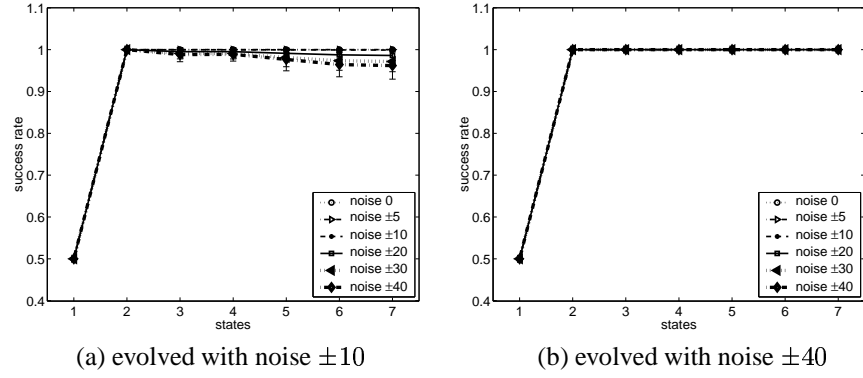 1.1
1
0.9
0.8
0.7
0.6
0.5
0.4
success rate
1 2 3 4 5 6 7
states
noise 0
noise ±5
noise ±10
noise ±20
noise ±30
noise ±40
(a) evolved with noise ±10
1.1
1
0.9
0.8
0.7
0.6
0.5
0.4
success rate
1 2 3 4 5 6 7
states
noise 0
noise ±5
noise ±10
noise ±20
noise ±30
noise ±40
(b) evolved with noise ±40